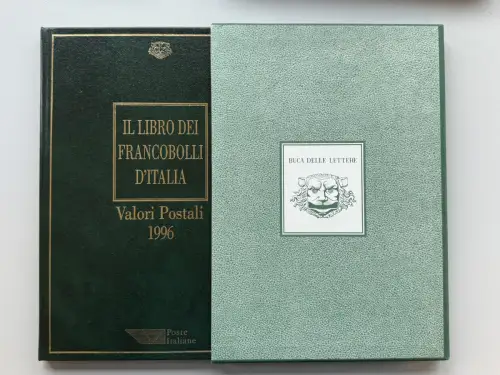 IL LIBRO DEI
FRANCOBOLLI
D'ITALIA
Valori Postali
1996
Poste
Italiane
BUCA DELLE LETTERE